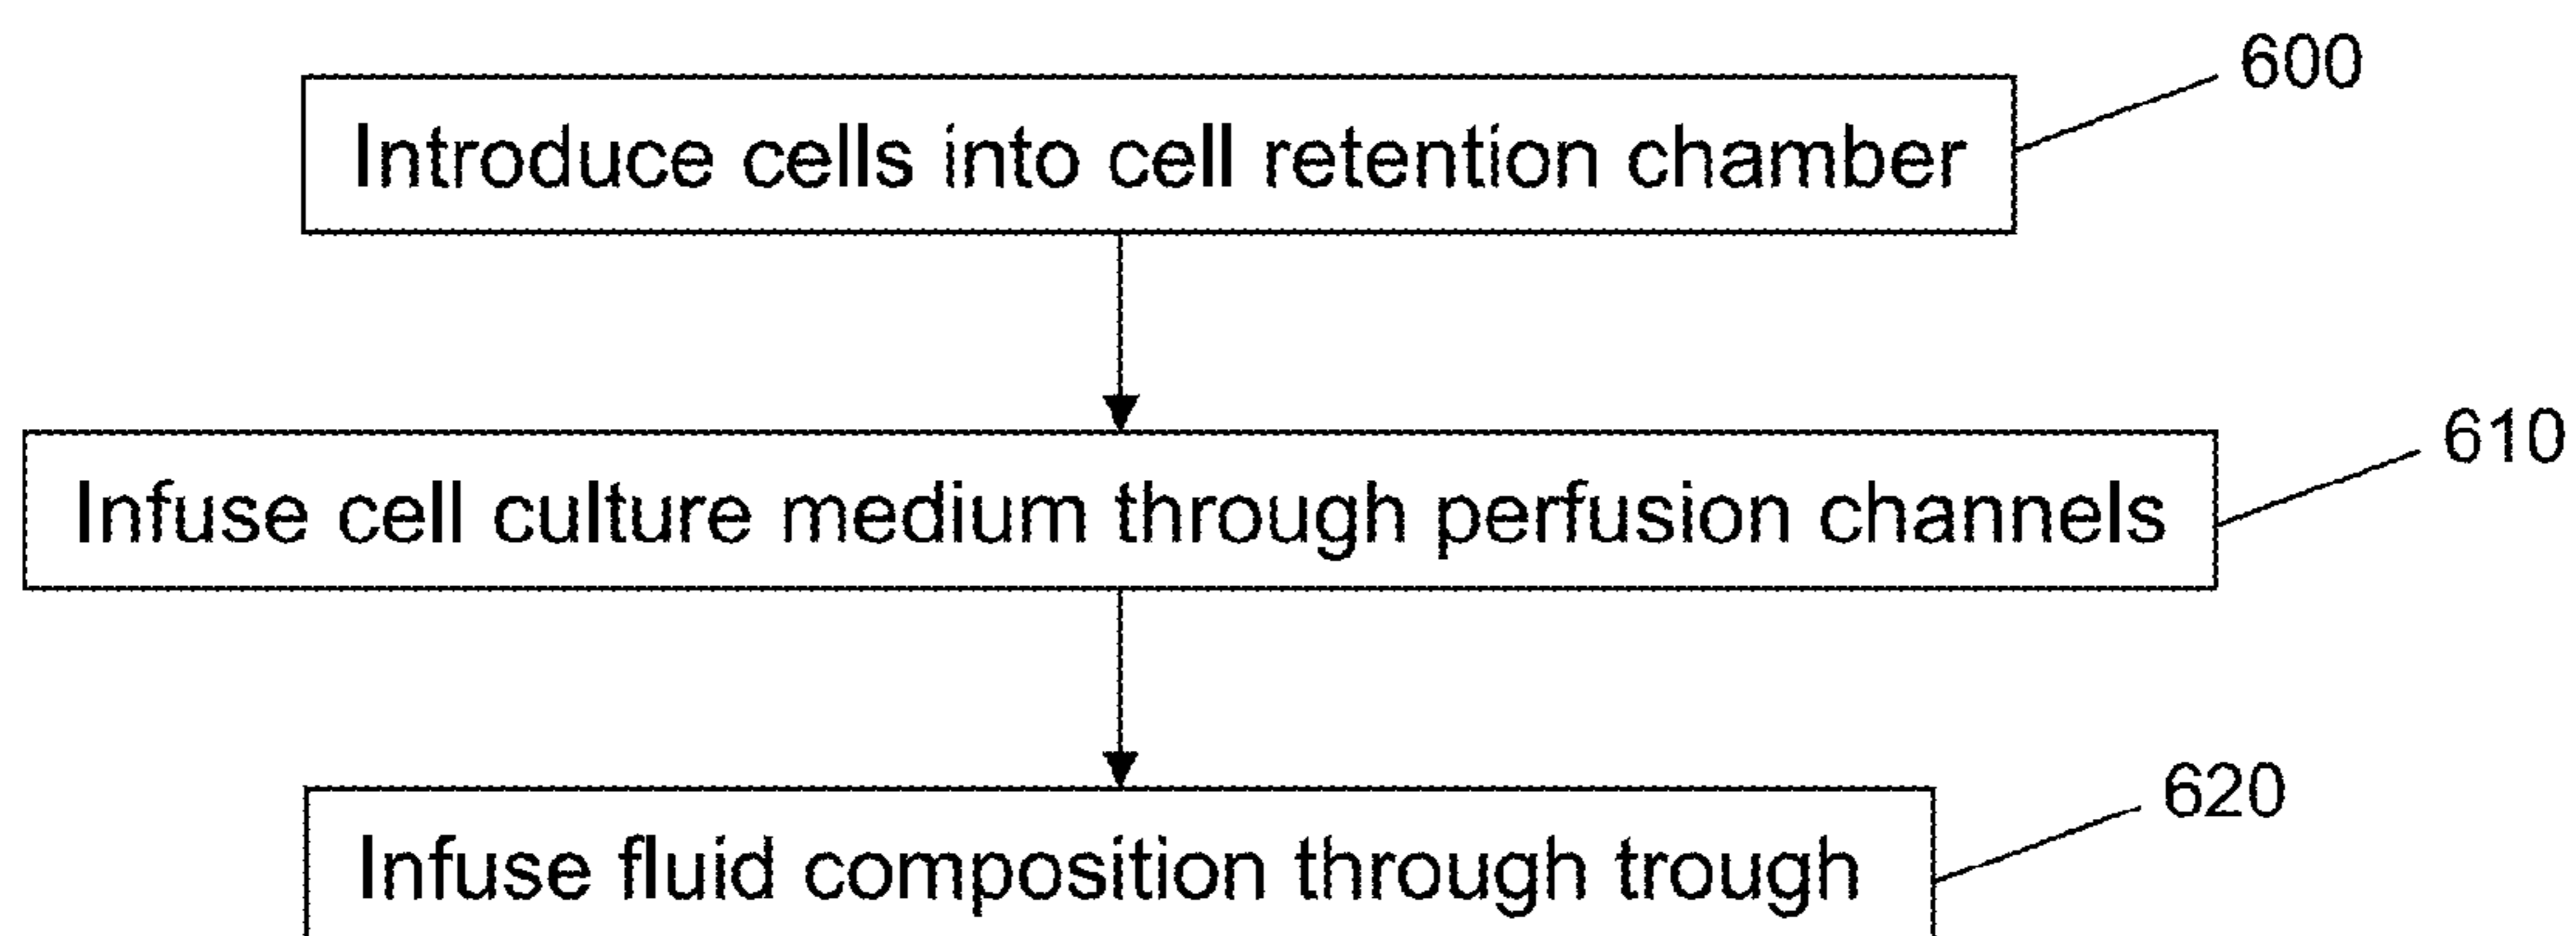 600
Introduce cells into cell retention chamber
610
Infuse cell culture medium through perfusion channels
620
Infuse fluid composition through trough